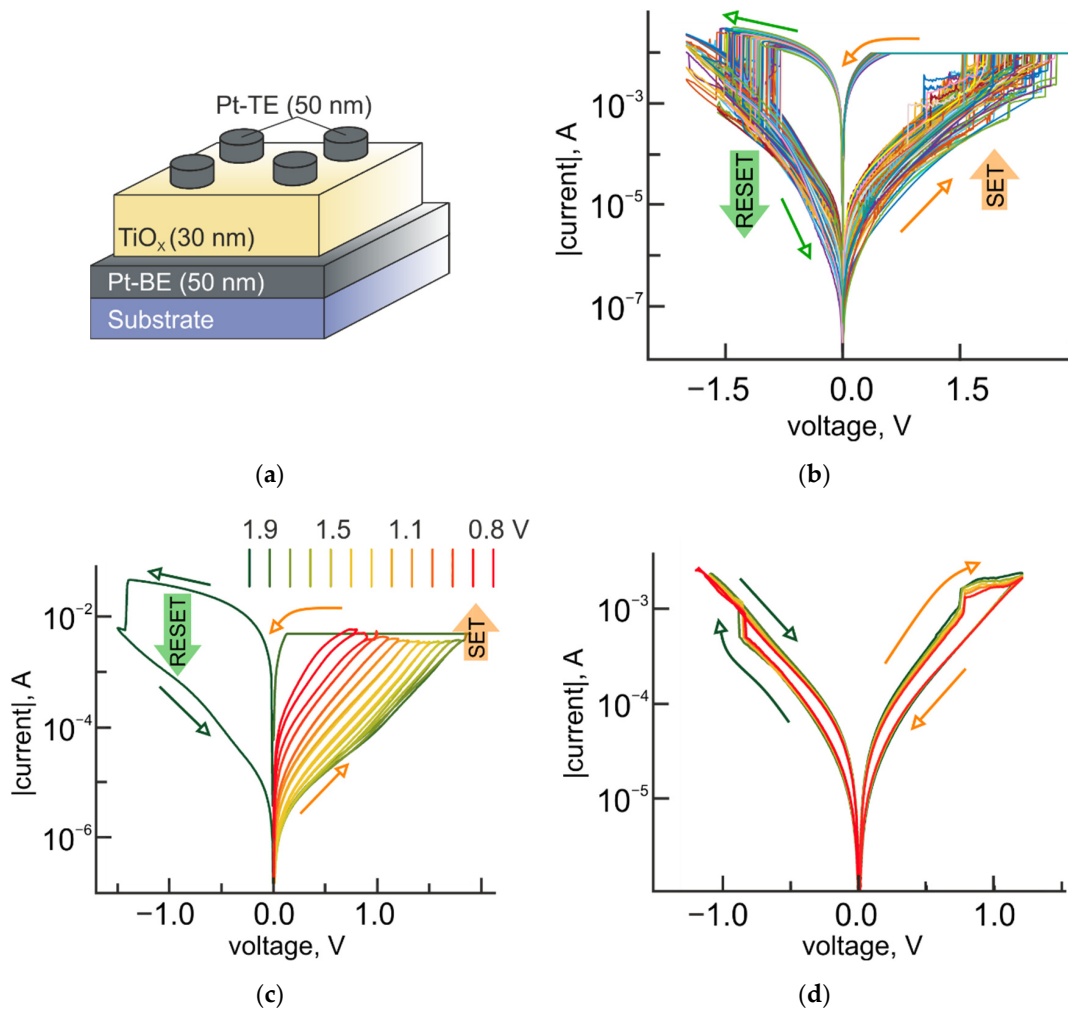 Pt-TE (50 nm)
TiOₓ (30 nm)
Pt-BE (50 nm)
Substrate
(a)
|current|, A
10⁻³
10⁻⁵
10⁻⁷
RESET
SET
−1.5
0.0
1.5
voltage, V
(b)
1.9
1.5
1.1
0.8 V
|current|, A
10⁻²
10⁻⁴
10⁻⁶
RESET
SET
−1.0
0.0
1.0
voltage, V
(c)
|current|, A
10⁻³
10⁻⁴
10⁻⁵
−1.0
0.0
1.0
voltage, V
(d)